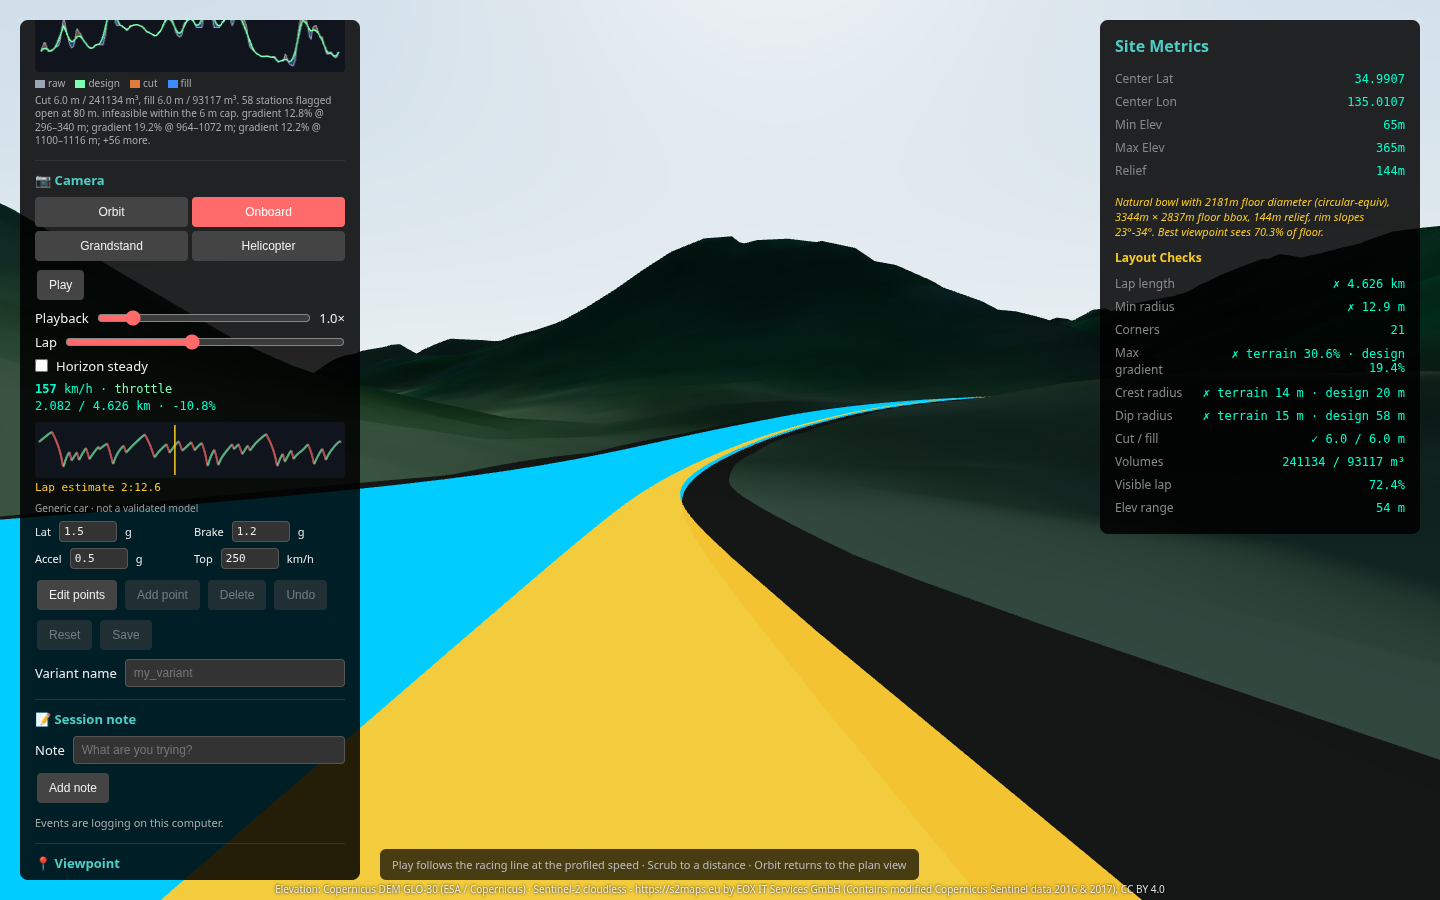 raw design cut fill
Cut 6.0 m / 241134 m³, fill 6.0 m / 93117 m³. 58 stations flagged
open at 80 m. infeasible within the 6 m cap. gradient 12.8% @
296–340 m; gradient 19.2% @ 964–1072 m; gradient 12.2% @
1100–1116 m; +56 more.
📷 Camera
Orbit Onboard
Grandstand Helicopter
Play
Playback 1.0×
Lap
Horizon steady
157 km/h · throttle
2.082 / 4.626 km · -10.8%
Lap estimate 2:12.6
Generic car · not a validated model
Lat 1.5 g Brake 1.2 g
Accel 0.5 g Top 250 km/h
Edit points Add point Delete Undo
Reset Save
Variant name my_variant
📝 Session note
Note What are you trying?
Add note
Events are logging on this computer.
📍 Viewpoint
Site Metrics
Center Lat 34.9907
Center Lon 135.0107
Min Elev 65m
Max Elev 365m
Relief 144m
Natural bowl with 2181m floor diameter (circular-equiv),
3344m × 2837m floor bbox, 144m relief, rim slopes
23°-34°. Best viewpoint sees 70.3% of floor.
Layout Checks
Lap length ✗ 4.626 km
Min radius ✗ 12.9 m
Corners 21
Max gradient ✗ terrain 30.6% · design
19.4%
Crest radius ✗ terrain 14 m · design 20 m
Dip radius ✗ terrain 15 m · design 58 m
Cut / fill ✓ 6.0 / 6.0 m
Volumes 241134 / 93117 m³
Visible lap 72.4%
Elev range 54 m
Play follows the racing line at the profiled speed · Scrub to a distance · Orbit returns to the plan view
Elevation: Copernicus DEM GLO-30 (ESA / Copernicus) · Sentinel-2 cloudless - https://s2maps.eu by EOX IT Services GmbH (Contains modified Copernicus Sentinel data 2016 & 2017), CC BY 4.0